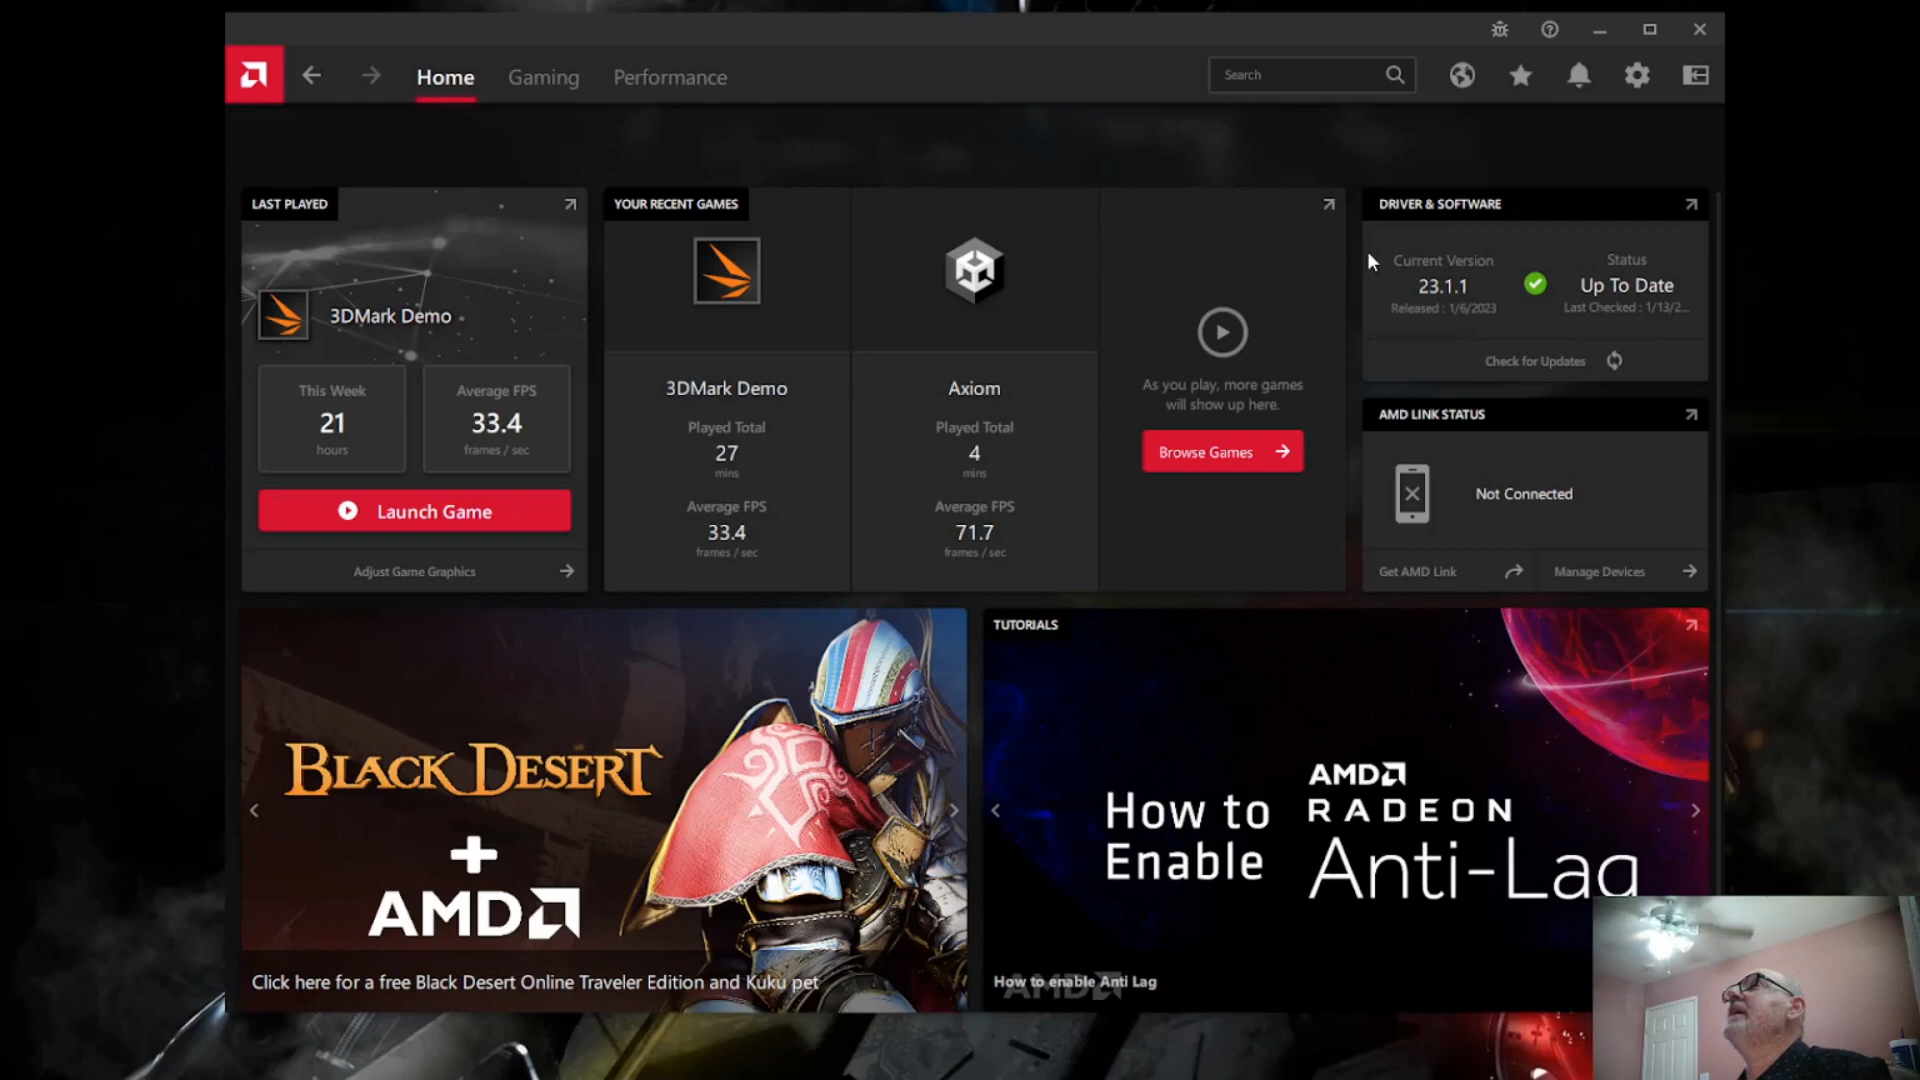 Home
Gaming
Performance
Search
LAST PLAYED
3DMark Demo
This Week
21
hours
Average FPS
33.4
frames / sec
Launch Game
Adjust Game Graphics
YOUR RECENT GAMES
3DMark Demo
Played Total
27
mins
Average FPS
33.4
frames / sec
Axiom
Played Total
4
mins
Average FPS
71.7
frames / sec
As you play, more games
will show up here.
Browse Games
DRIVER & SOFTWARE
Current Version
23.1.1
Released : 1/6/2023
Status
Up To Date
Last Checked : 1/13/2...
Check for Updates
AMD LINK STATUS
Not Connected
Get AMD Link
Manage Devices
BLACK DESERT
+
AMD
Click here for a free Black Desert Online Traveler Edition and Kuku pet
TUTORIALS
How to
Enable
AMD
RADEON
Anti-Lag
AMD
How to enable Anti Lag